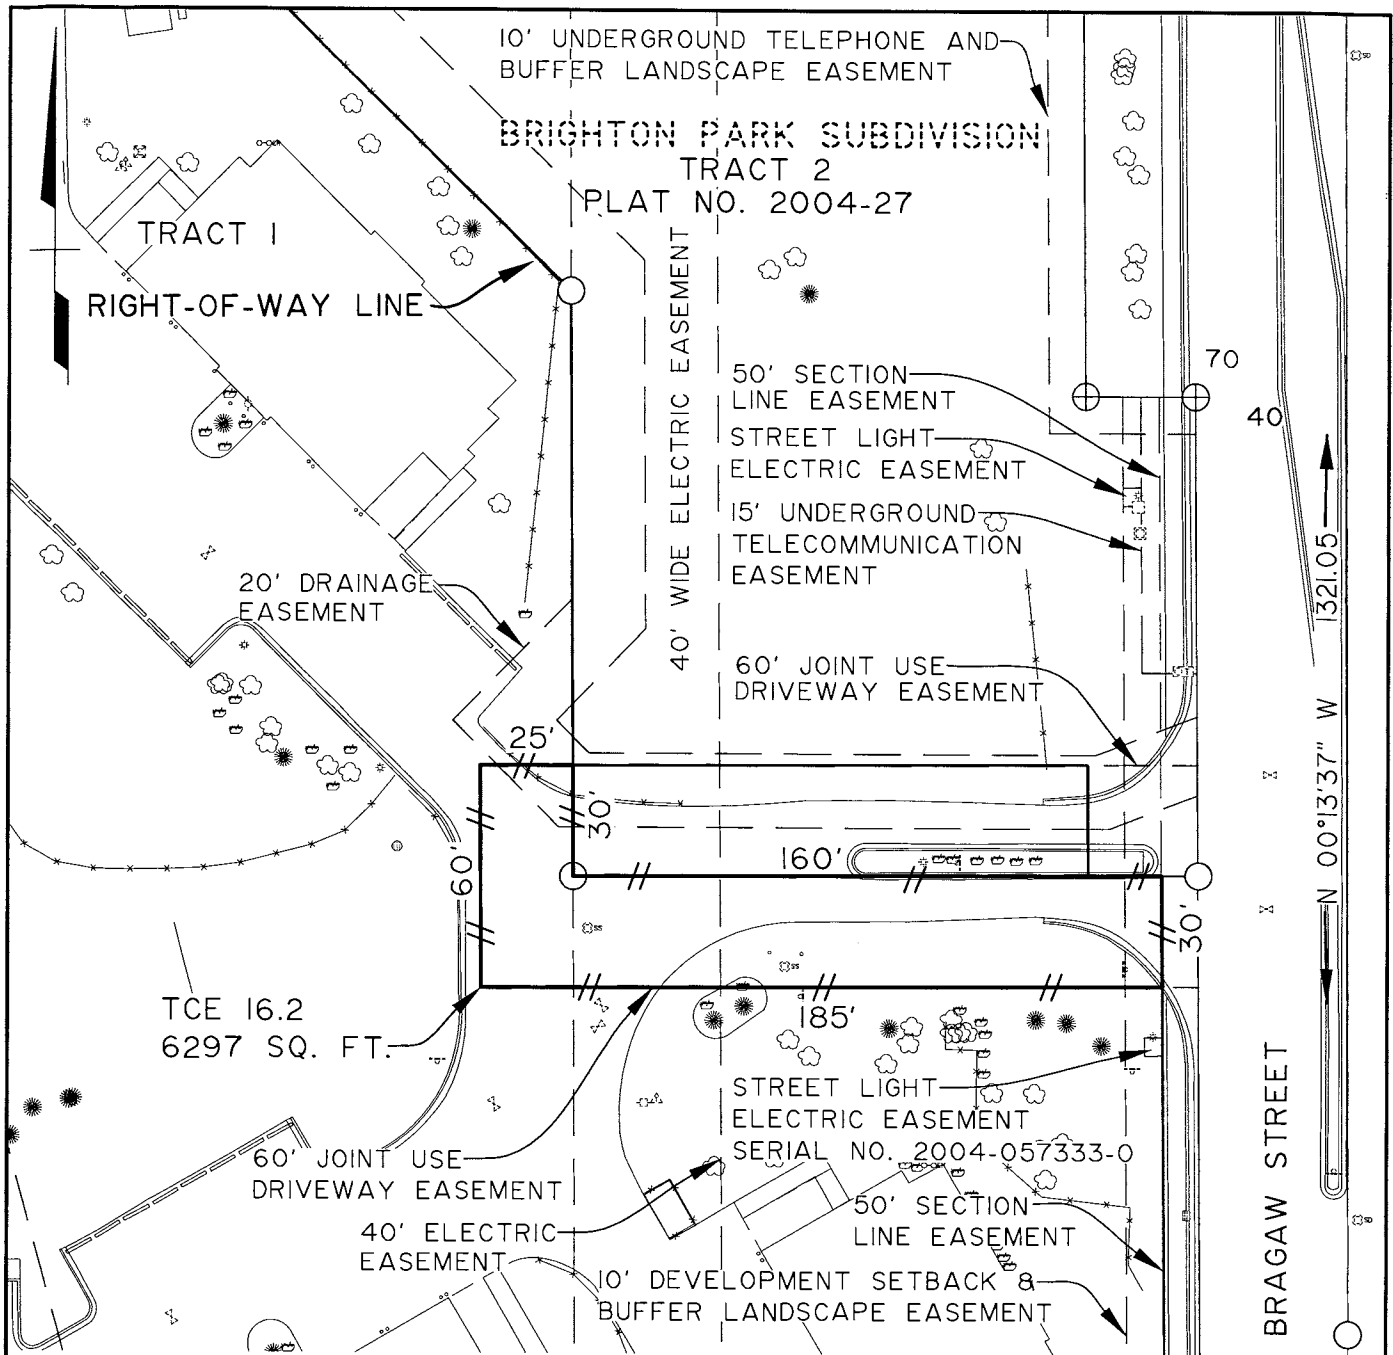 10' UNDERGROUND TELEPHONE AND
BUFFER LANDSCAPE EASEMENT
BRIGHTON PARK SUBDIVISION
TRACT 2
PLAT NO. 2004-27
TRACT 1
RIGHT-OF-WAY LINE
40' WIDE ELECTRIC EASEMENT
70
40
50' SECTION
LINE EASEMENT
STREET LIGHT
ELECTRIC EASEMENT
15' UNDERGROUND
TELECOMMUNICATION
EASEMENT
20' DRAINAGE
EASEMENT
60' JOINT USE
DRIVEWAY EASEMENT
N 00°13'37" W 1321.05
25'
30'
160'
60'
30'
SS
SS
185'
TCE 16.2
6297 SQ. FT.
STREET LIGHT
ELECTRIC EASEMENT
SERIAL NO. 2004-057333-0
60' JOINT USE
DRIVEWAY EASEMENT
40' ELECTRIC
EASEMENT
50' SECTION
LINE EASEMENT
10' DEVELOPMENT SETBACK &
BUFFER LANDSCAPE EASEMENT
BRAGAW STREET